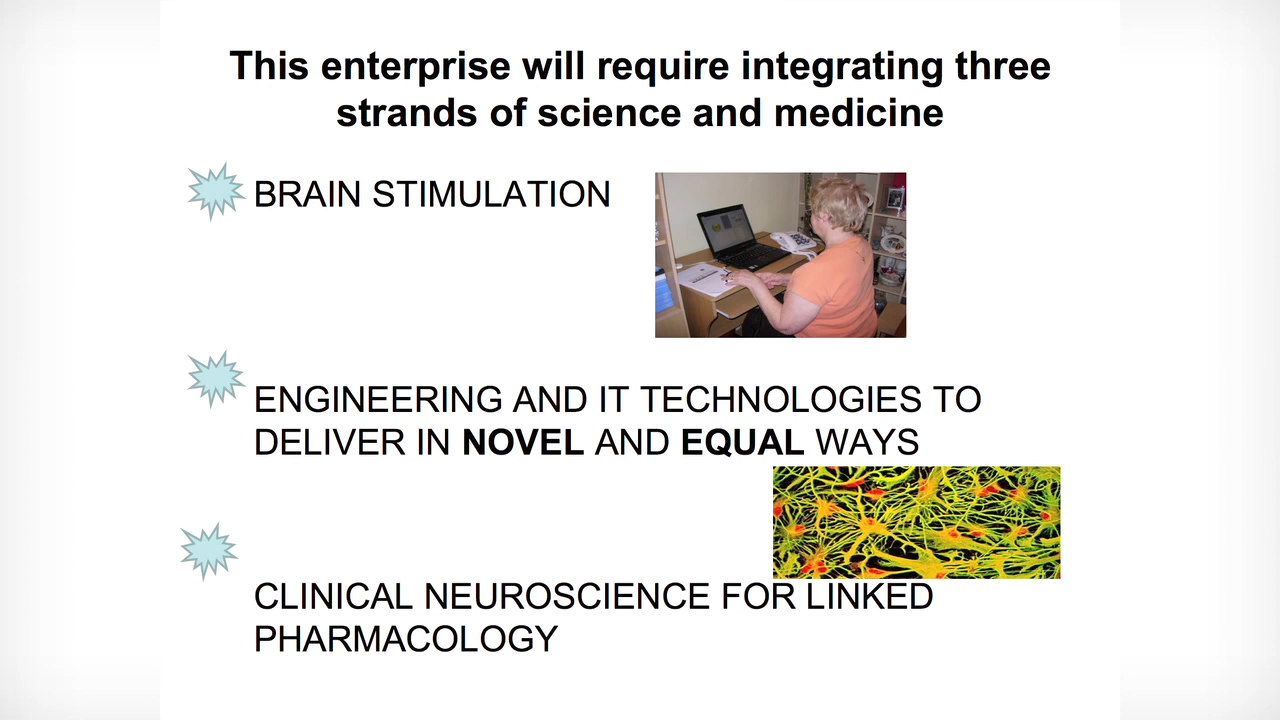 This enterprise will require integrating three
strands of science and medicine
BRAIN STIMULATION
ENGINEERING AND IT TECHNOLOGIES TO
DELIVER IN NOVEL AND EQUAL WAYS
CLINICAL NEUROSCIENCE FOR LINKED
PHARMACOLOGY